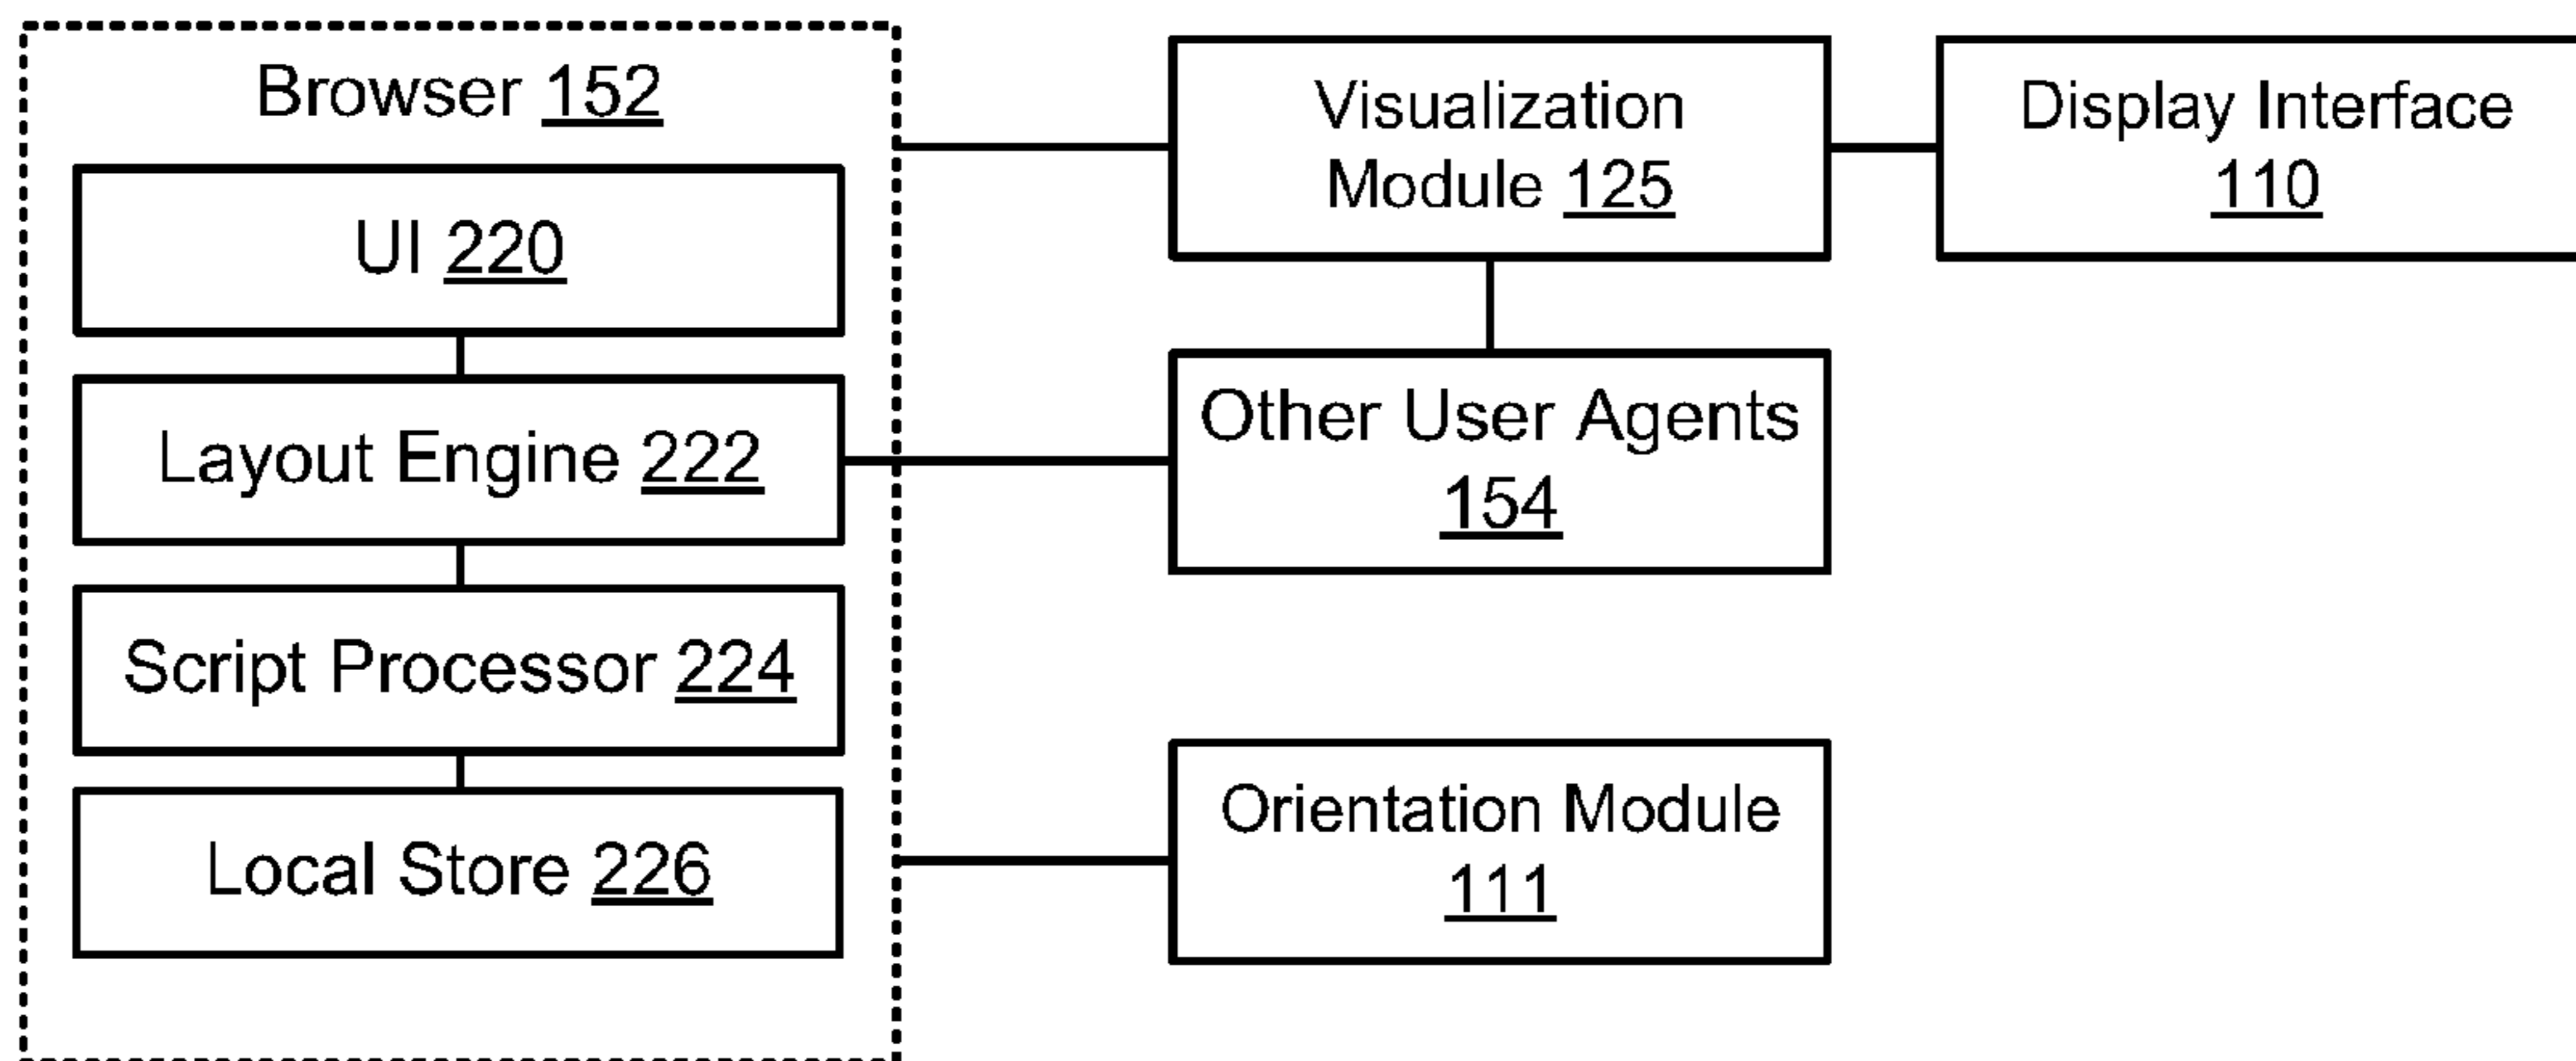 Browser 152
UI 220
Layout Engine 222
Script Processor 224
Local Store 226
Visualization
Module 125
Other User Agents
154
Orientation Module
111
Display Interface
110